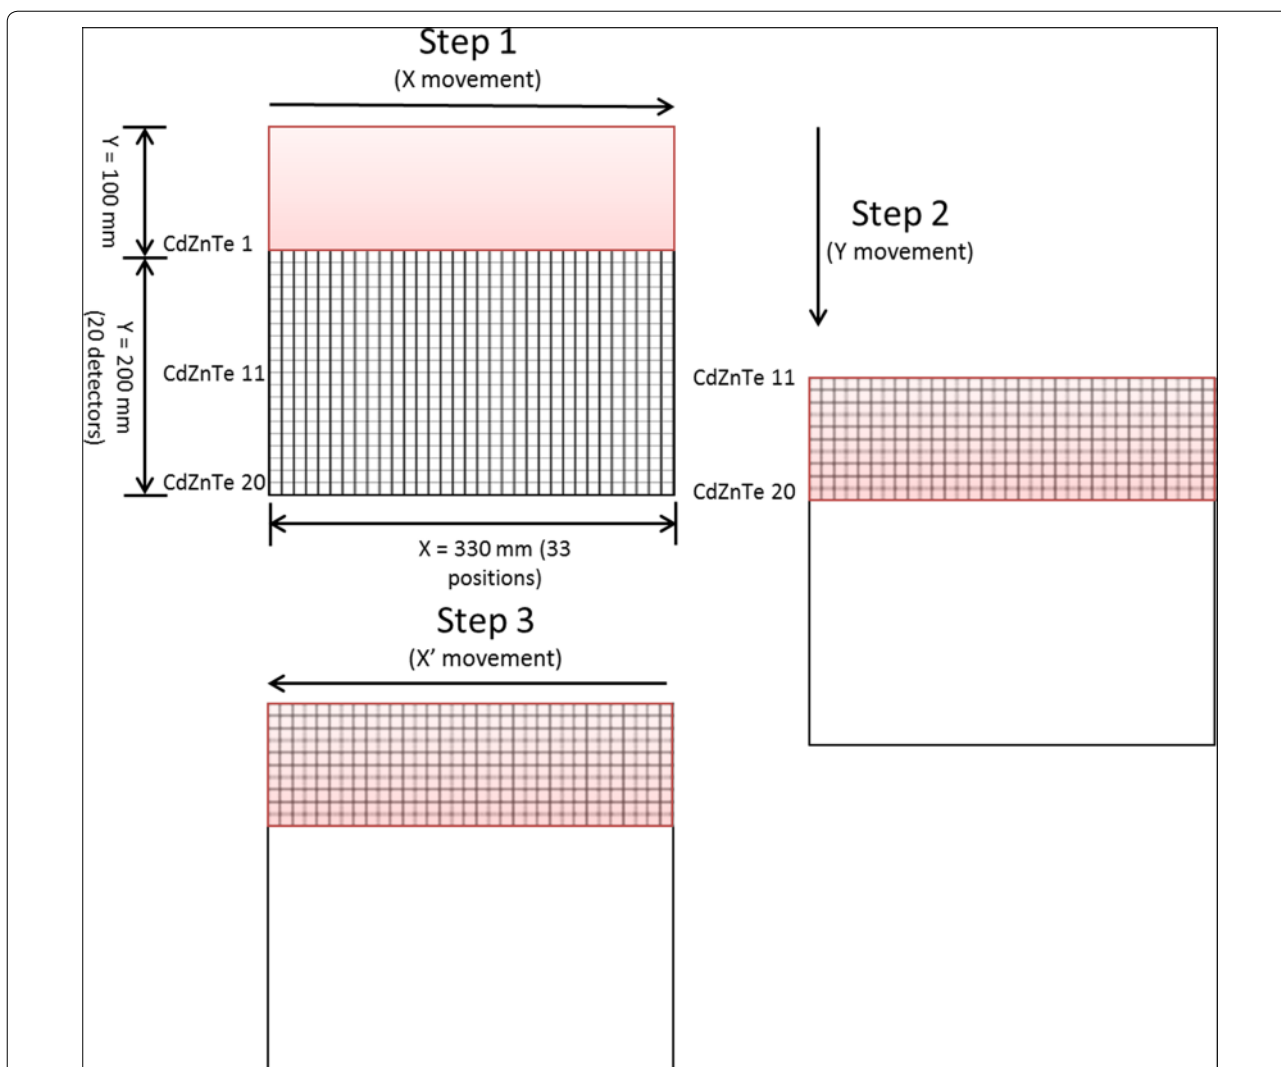 Step 1
(X movement)
Y = 100 mm
CdZnTe 1
Step 2
(Y movement)
Y = 200 mm
(20 detectors)
CdZnTe 11
CdZnTe 11
CdZnTe 20
CdZnTe 20
X = 330 mm (33
positions)
Step 3
(X’ movement)